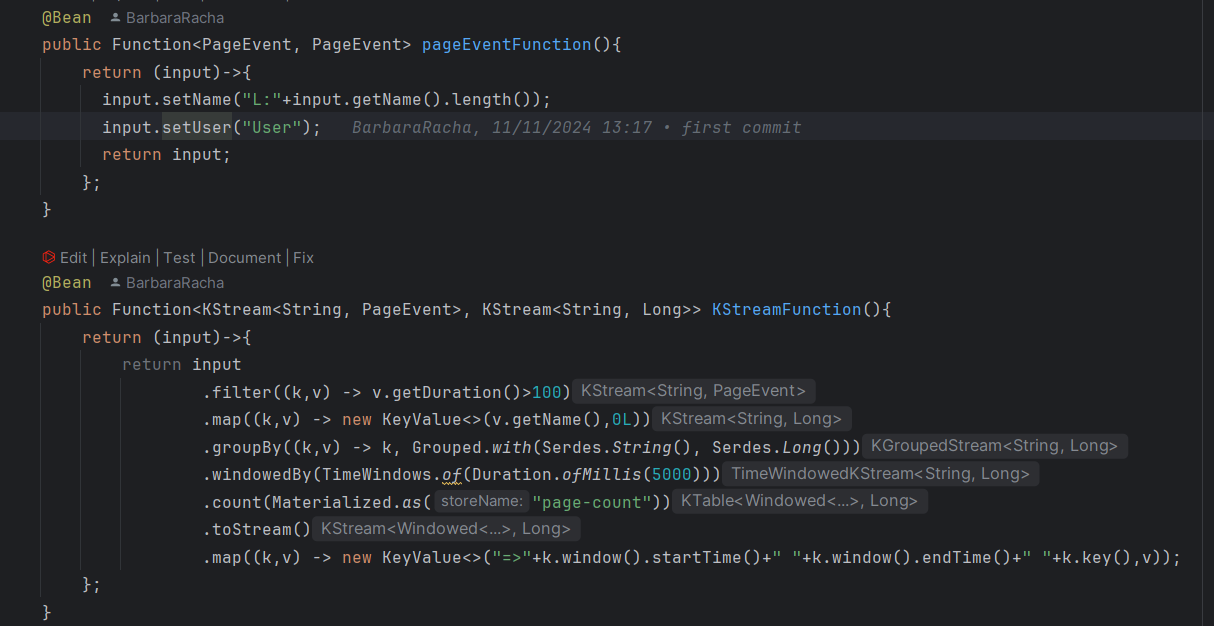 @Bean BarbaraRacha
public Function<PageEvent, PageEvent> pageEventFunction(){
return (input)->{
input.setName("L:"+input.getName().length());
input.setUser("User"); BarbaraRacha, 11/11/2024 13:17 • first commit
return input;
};
}
Edit | Explain | Test | Document | Fix
@Bean BarbaraRacha
public Function<KStream<String, PageEvent>, KStream<String, Long>> KStreamFunction(){
return (input)->{
return input
.filter((k,v) -> v.getDuration()>100) KStream<String, PageEvent>
.map((k,v) -> new KeyValue<>(v.getName(),0L)) KStream<String, Long>
.groupBy((k,v) -> k, Grouped.with(Serdes.String(), Serdes.Long())) KGroupedStream<String, Long>
.windowedBy(TimeWindows.of(Duration.ofMillis(5000))) TimeWindowedKStream<String, Long>
.count(Materialized.as( storeName: "page-count")) KTable<Windowed<...>, Long>
.toStream() KStream<Windowed<...>, Long>
.map((k,v) -> new KeyValue<>("=>"+k.window().startTime()+" "+k.window().endTime()+" "+k.key(),v));
};
}